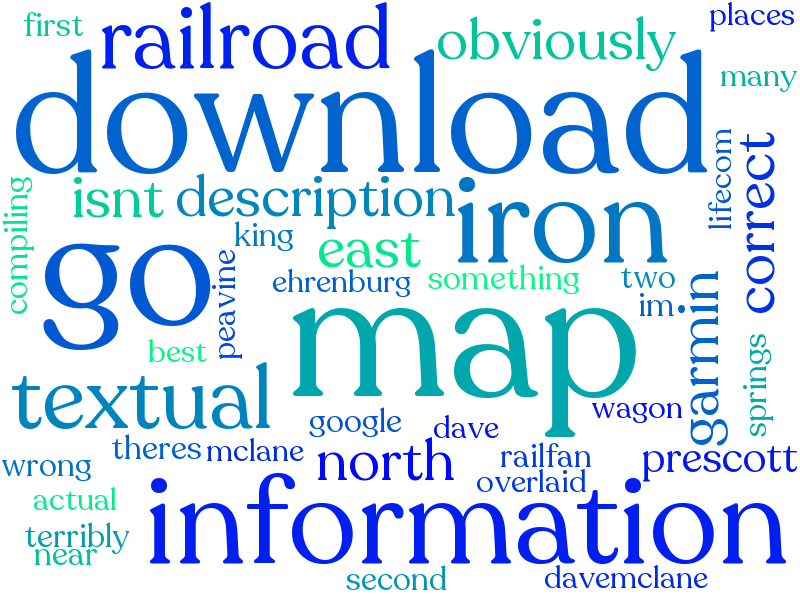 first
railroad
obviously
places
many
download
compiling
isnt
description
iron
lifecom
correct
king
east
go
peavine
ehrenburg
something
two
im
garmin
map
best
springs
textual
google
dave
wagon
wrong
theres
mclane
north
railfan
prescott
overlaid
actual
information
terribly
near
second
davemclane